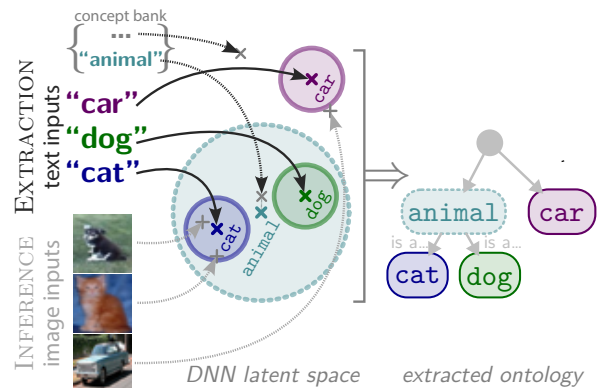 concept bank
...
“animal”
EXTRACTION
text inputs
“car”
“dog”
“cat”
INFERENCE
image inputs
car
dog
cat
animal
DNN latent space
animal
car
is a...
is a...
cat
dog
extracted ontology